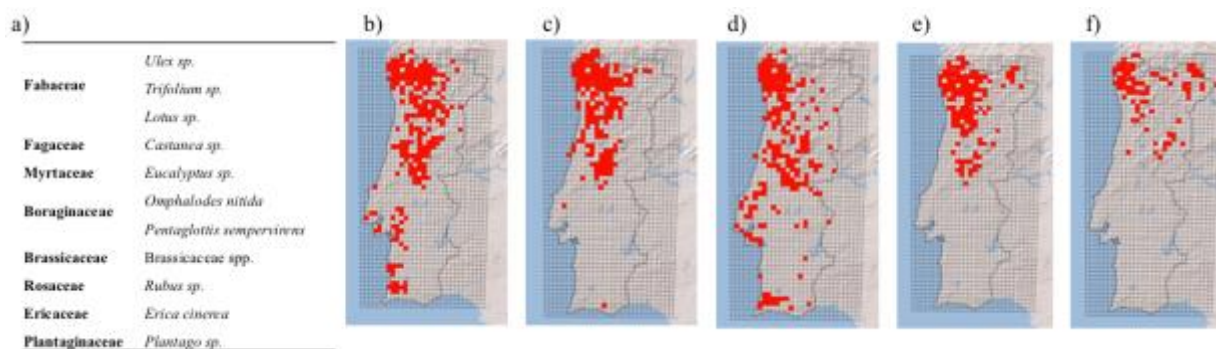 a)
b)
c)
d)
e)
f)
Ulex sp.
Fabaceae
Trifolium sp.
Lotus sp.
Fagaceae Castanea sp.
Myrtaceae Eucalyptus sp.
Omphalodes nitida
Boraginaceae
Pentaglottis sempervirens
Brassicaceae Brassicaceae spp.
Rosaceae Rubus sp.
Ericaceae Erica cinerea
Plantaginaceae Plantago sp.